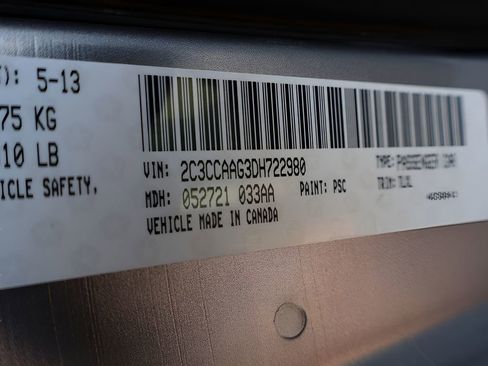 ): 5-13
75 KG
10 LB
ICLE SAFETY,
VIN: 2C3CCAAG3DH722980
TYPE: PASSENGER CAR
MDH: 052721 033AA PAINT: PSC TRIM:
VEHICLE MADE IN CANADA